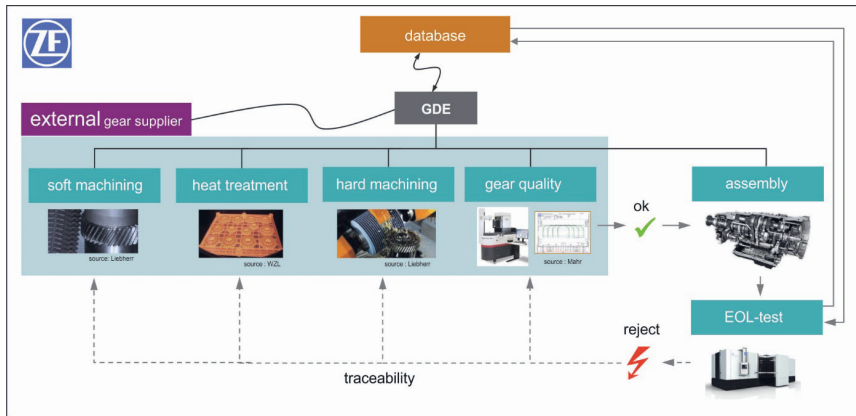 ZF
database
GDE
external gear supplier
soft machining
heat treatment
hard machining
gear quality
assembly
source: Liebherr
source : WZL
source : Liebherr
source : Mahr
ok
EOL-test
reject
traceability